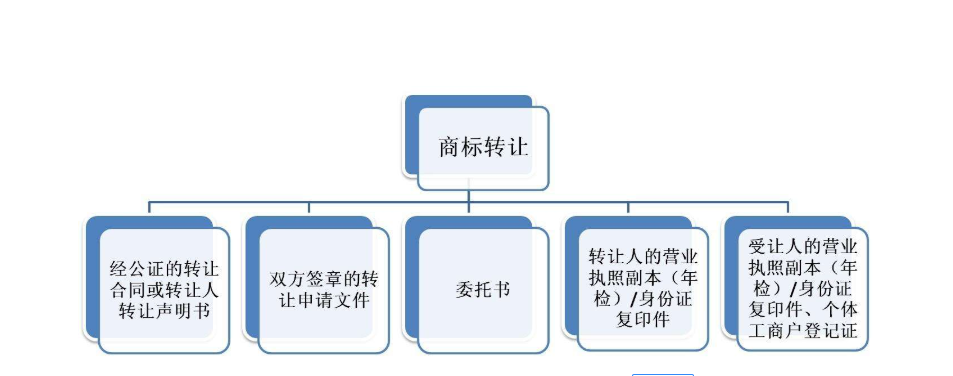 商标转让
经公证的转让
合同或转让人
转让声明书
双方签章的转
让申请文件
委托书
转让人的营业
执照副本（年
检）/身份证
复印件
受让人的营业
执照副本（年
检）/身份证
复印件、个体
工商户登记证